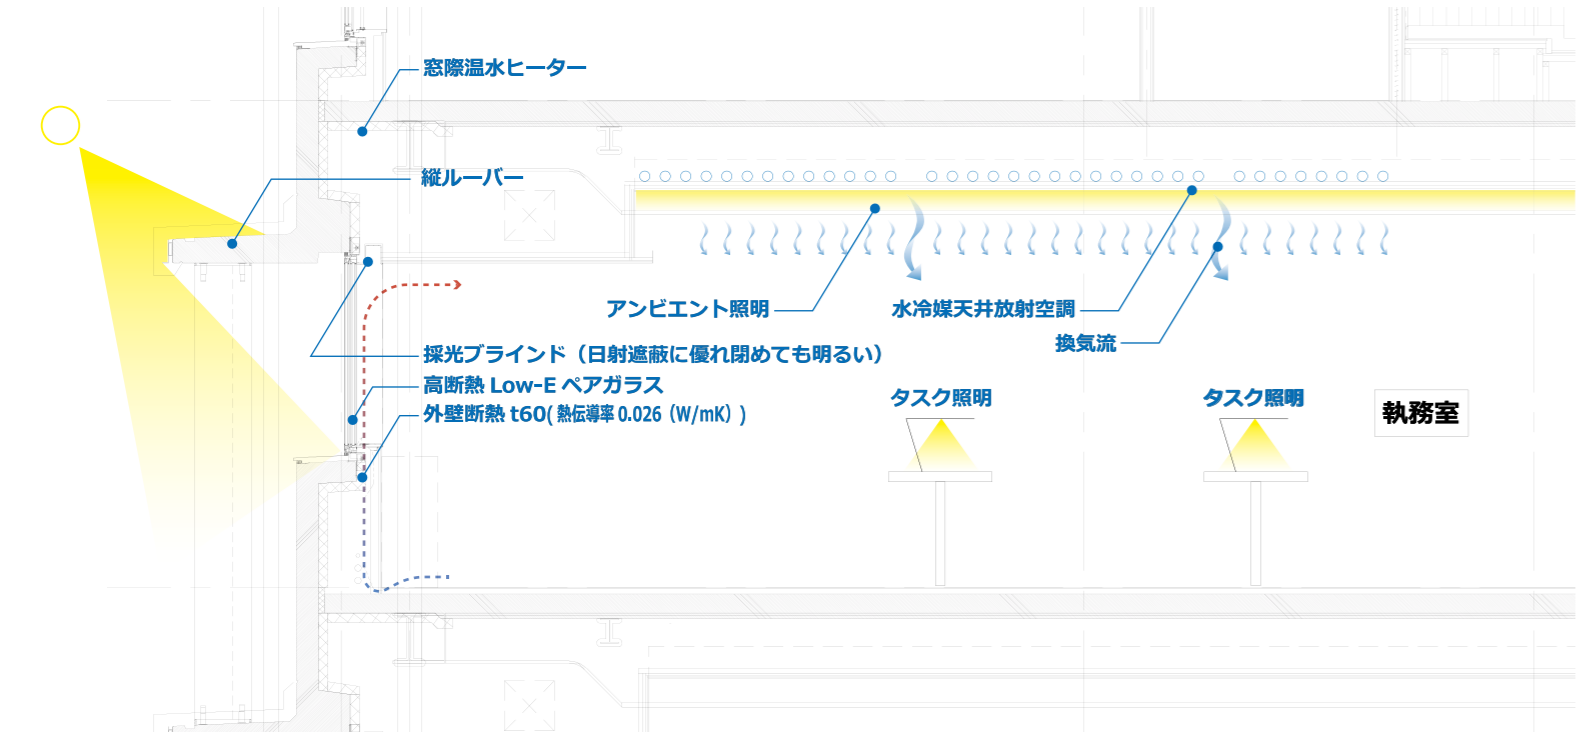 窓際温水ヒーター
縦ルーバー
アンビエント照明
水冷媒天井放射空調
換気流
採光ブラインド（日射遮蔽に優れ閉めても明るい）
高断熱 Low-E ペアガラス
外壁断熱 t60( 熱伝導率 0.026（W/mK）)
タスク照明
タスク照明
執務室